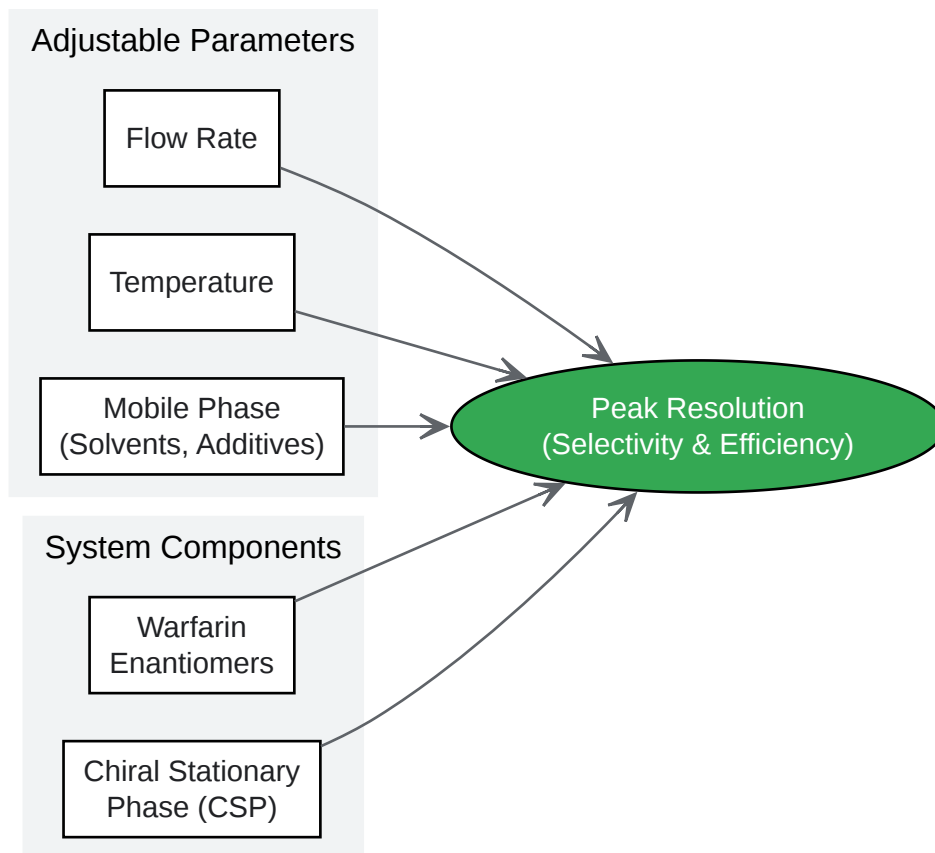 Adjustable Parameters
Flow Rate
Temperature
Mobile Phase
(Solvents, Additives)
Peak Resolution
(Selectivity & Efficiency)
System Components
Warfarin
Enantiomers
Chiral Stationary
Phase (CSP)